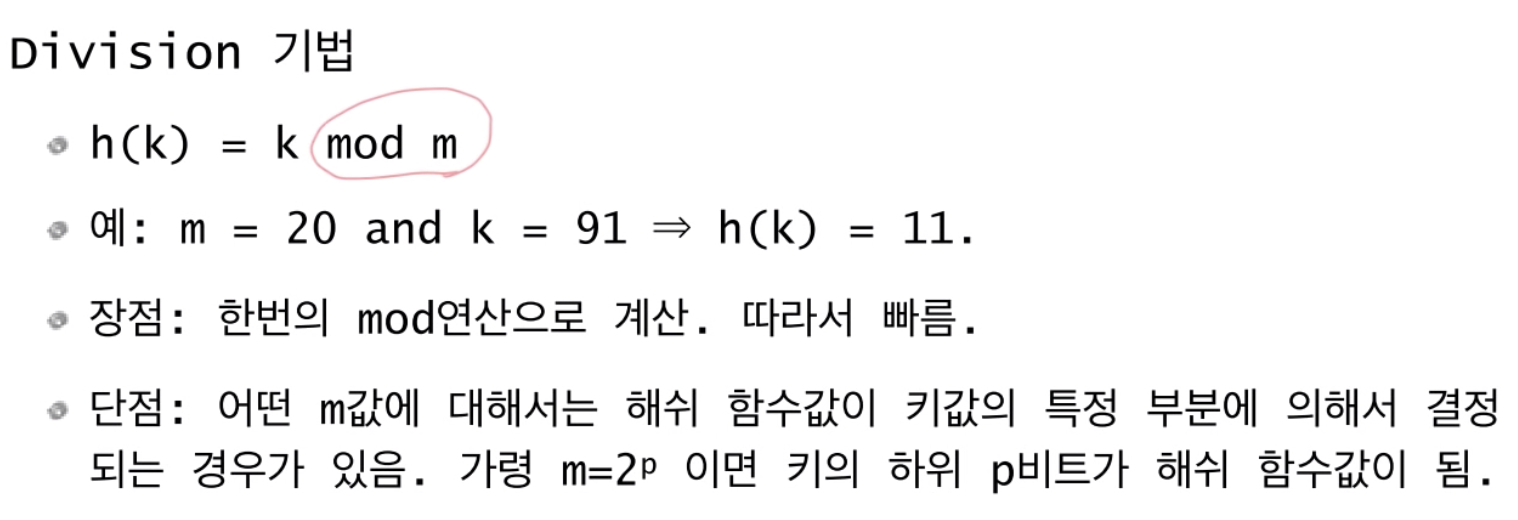 Division 기법
h(k) = k mod m
예: m = 20 and k = 91 ⇒ h(k) = 11.
장점: 한번의 mod연산으로 계산. 따라서 빠름.
단점: 어떤 m값에 대해서는 해쉬 함수값이 키값의 특정 부분에 의해서 결정
되는 경우가 있음. 가령 m=2ᵖ 이면 키의 하위 p비트가 해쉬 함수값이 됨.